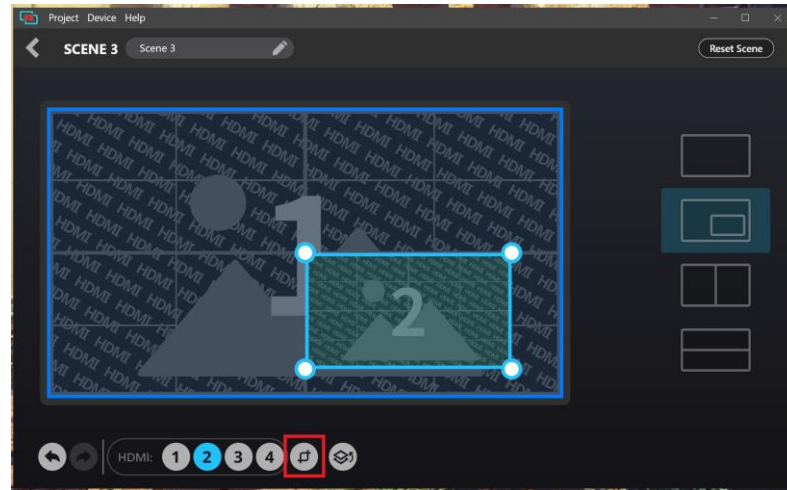 Project Device Help
SCENE 3 Scene 3 Reset Scene
HDMI HDMI HDMI HDMI HDMI HDMI
1
2
HDMI: 1 2 3 4